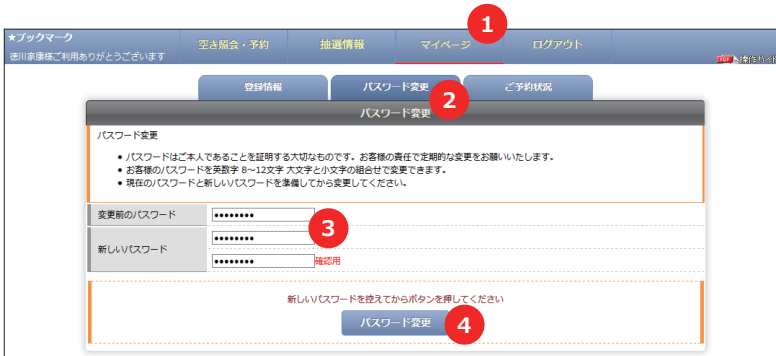 ★ブックマーク
徳川家康様ご利用ありがとうございます
空き照会・予約
抽選情報
マイページ
ログアウト
1
PDF 操作ガイド
登録情報
パスワード変更
ご予約状況
2
パスワード変更
パスワード変更
● パスワードはご本人であることを証明する大切なものです。お客様の責任で定期的な変更をお願いいたします。
● お客様のパスワードを英数字 8~12文字 大文字と小文字の組合せで変更できます。
● 現在のパスワードと新しいパスワードを準備してから変更してください。
変更前のパスワード
••••••••
3
新しいパスワード
••••••••
•••••••• 確認用
新しいパスワードを控えてからボタンを押してください
パスワード変更
4